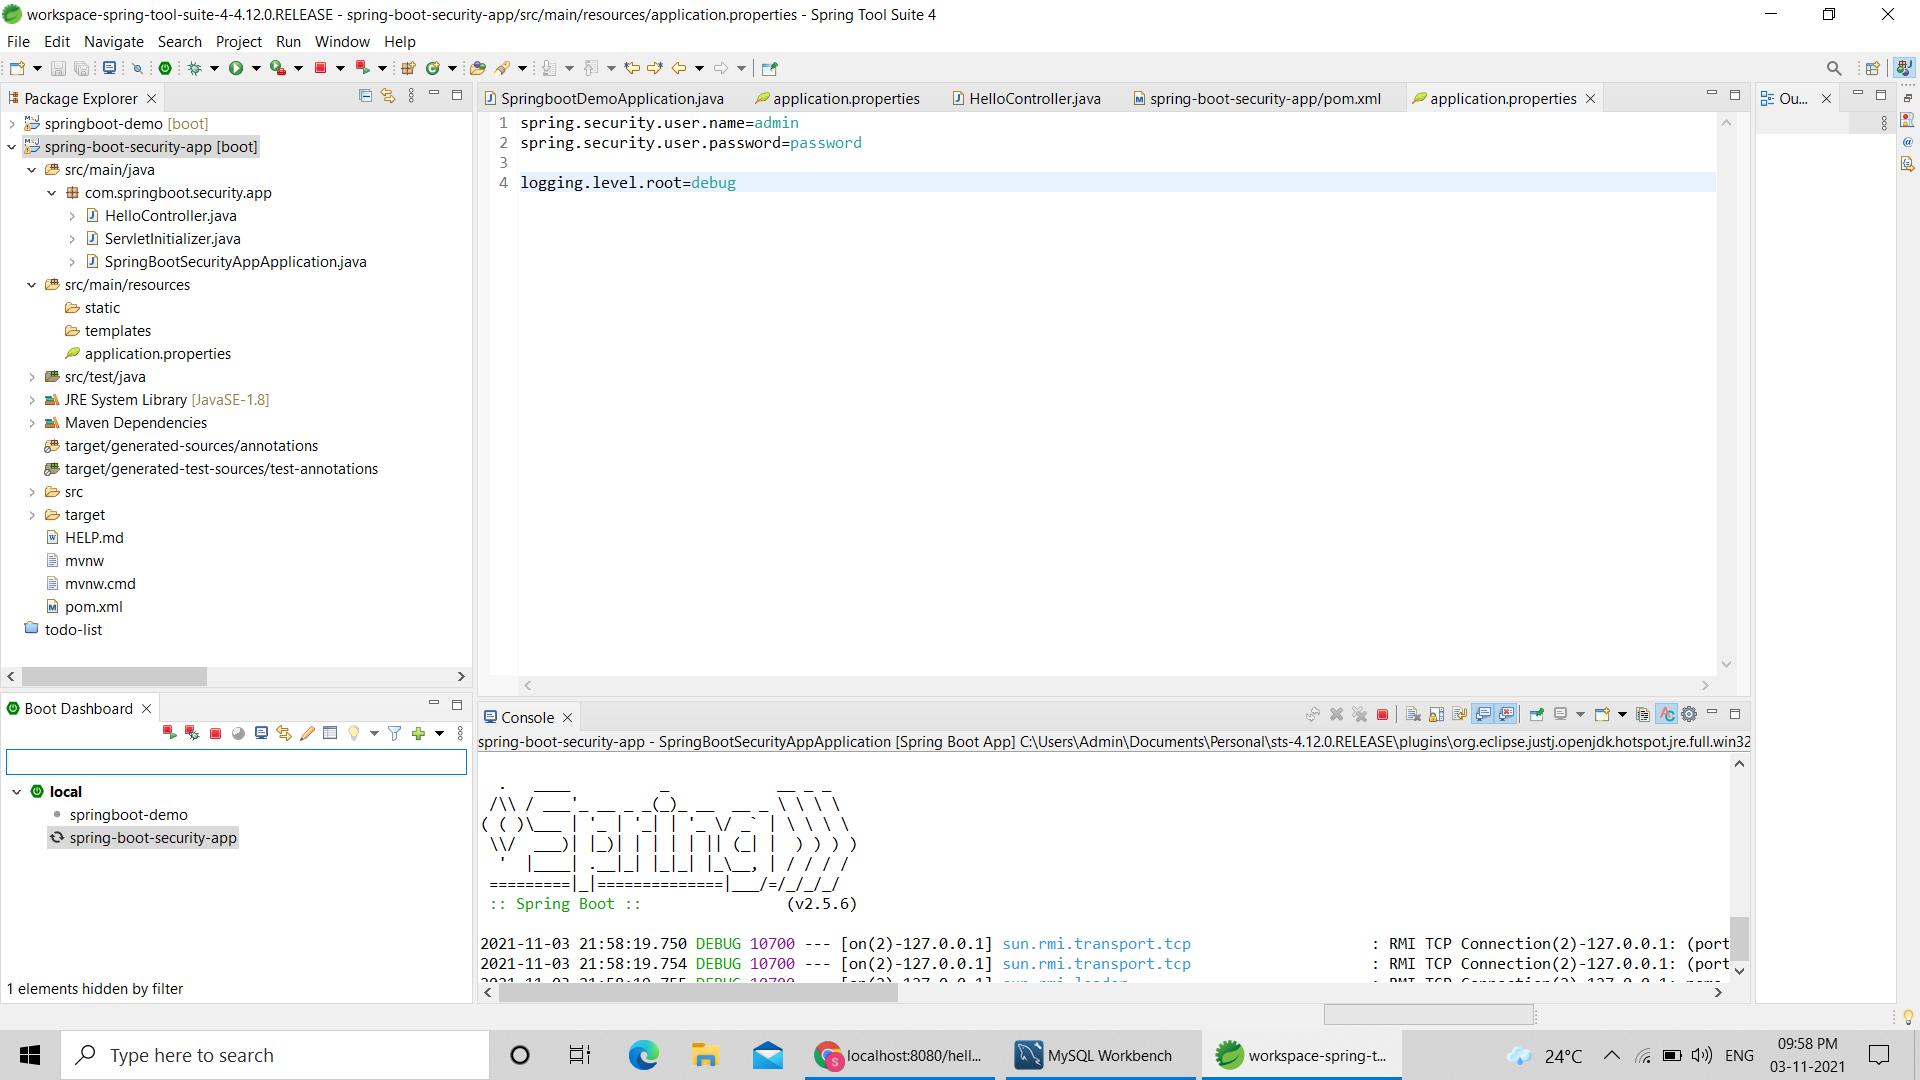 workspace-spring-tool-suite-4-4.12.0.RELEASE - spring-boot-security-app/src/main/resources/application.properties - Spring Tool Suite 4
File Edit Navigate Search Project Run Window Help
Package Explorer
springboot-demo [boot]
spring-boot-security-app [boot]
src/main/java
com.springboot.security.app
HelloController.java
ServletInitializer.java
SpringBootSecurityAppApplication.java
src/main/resources
static
templates
application.properties
src/test/java
JRE System Library [JavaSE-1.8]
Maven Dependencies
target/generated-sources/annotations
target/generated-test-sources/test-annotations
src
target
HELP.md
mvnw
mvnw.cmd
pom.xml
todo-list
SpringbootDemoApplication.java application.properties HelloController.java spring-boot-security-app/pom.xml application.properties
1 spring.security.user.name=admin
2 spring.security.user.password=password
3
4 logging.level.root=debug
Ou...
Boot Dashboard
local
springboot-demo
spring-boot-security-app
1 elements hidden by filter
Console
spring-boot-security-app - SpringBootSecurityAppApplication [Spring Boot App] C:\Users\Admin\Documents\Personal\sts-4.12.0.RELEASE\plugins\org.eclipse.justj.openjdk.hotspot.jre.full.win32
Spring
:: Spring Boot :: (v2.5.6)
2021-11-03 21:58:19.750 DEBUG 10700 --- [on(2)-127.0.0.1] sun.rmi.transport.tcp : RMI TCP Connection(2)-127.0.0.1: (port
2021-11-03 21:58:19.754 DEBUG 10700 --- [on(2)-127.0.0.1] sun.rmi.transport.tcp : RMI TCP Connection(2)-127.0.0.1: (port
Type here to search
localhost:8080/hell...
MySQL Workbench
workspace-spring-t...
24°C
ENG
09:58 PM
03-11-2021